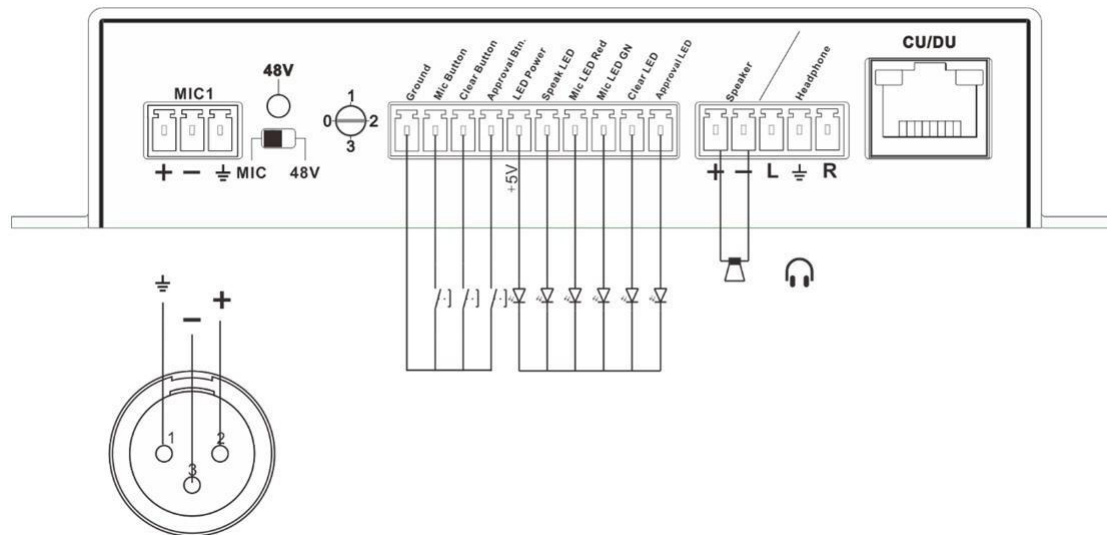 CU/DU
48V
MIC1
1
0 2
3
Ground
Mic Button
Clear Button
Approval Btn.
LED Power
Speak LED
Mic LED Red
Mic LED GN
Clear LED
Approval LED
Speaker
Headphone
+ − MIC 48V
+5V
+ − L R
− +
1 2
3